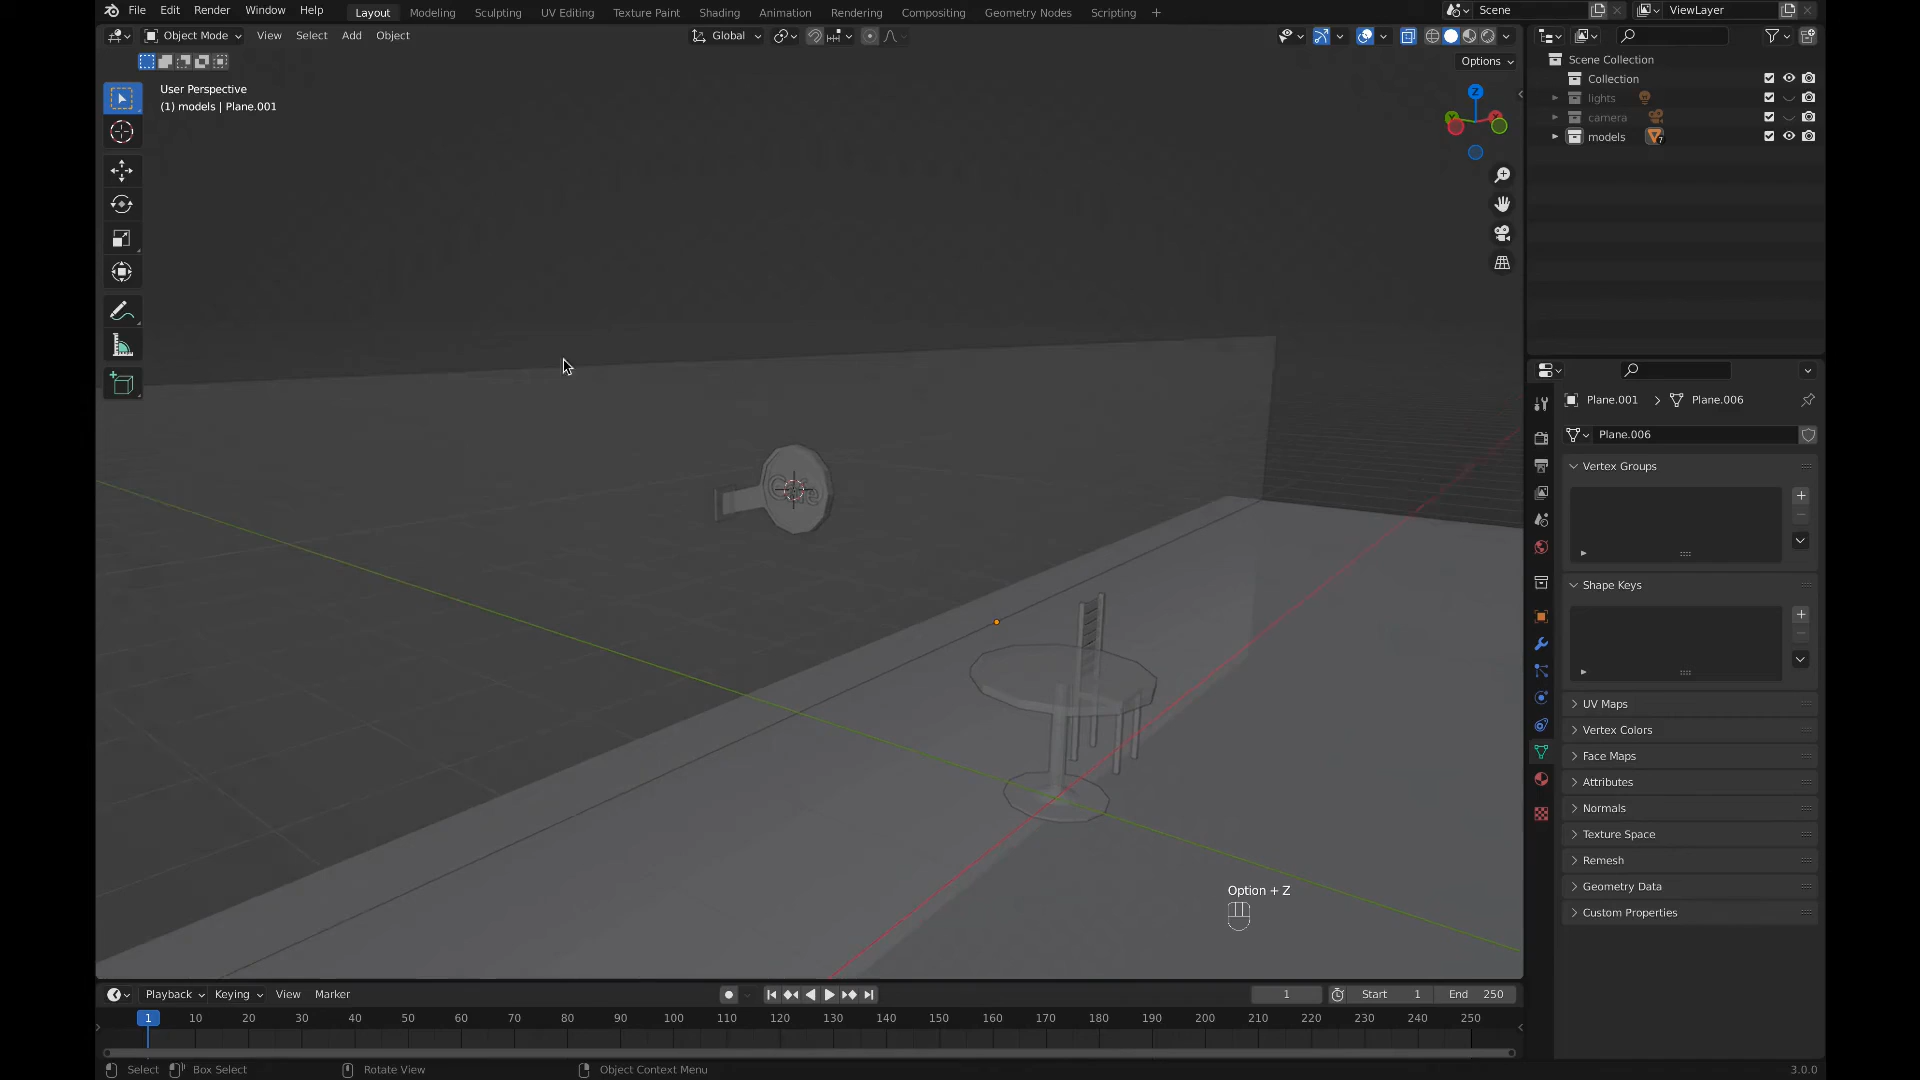 File Edit Render Window Help Layout Modeling Sculpting UV Editing Texture Paint Shading Animation Rendering Compositing Geometry Nodes Scripting + Scene ViewLayer
Object Mode View Select Add Object Global
Options
User Perspective
(1) models | Plane.001
Z
Scene Collection
Collection
lights
camera
models 7
Plane.001 > Plane.006
Plane.006
Vertex Groups
Shape Keys
UV Maps
Vertex Colors
Face Maps
Attributes
Normals
Texture Space
Remesh
Geometry Data
Custom Properties
Option + Z
Playback Keying View Marker 1 Start 1 End 250
1 10 20 30 40 50 60 70 80 90 100 110 120 130 140 150 160 170 180 190 200 210 220 230 240 250
Select Box Select Rotate View Object Context Menu 3.0.0